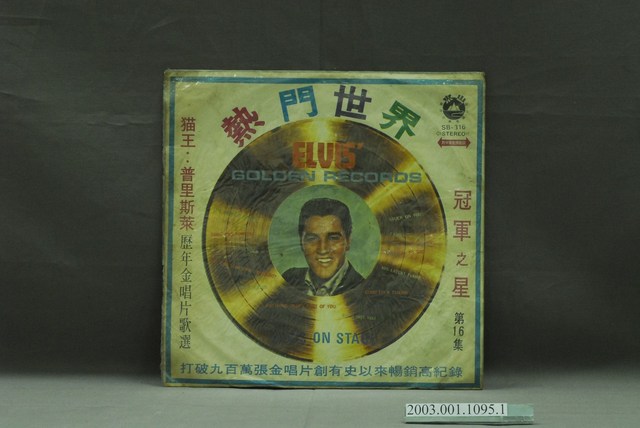 熱門世界
SB-316
STEREO
ELVIS'
GOLDEN RECORDS
猫王:普里斯萊歷年金唱片歌選
冠軍之星
第16集
ON STAGE
打破九百萬張金唱片創有史以來暢銷高紀錄
2003.001.1095.1